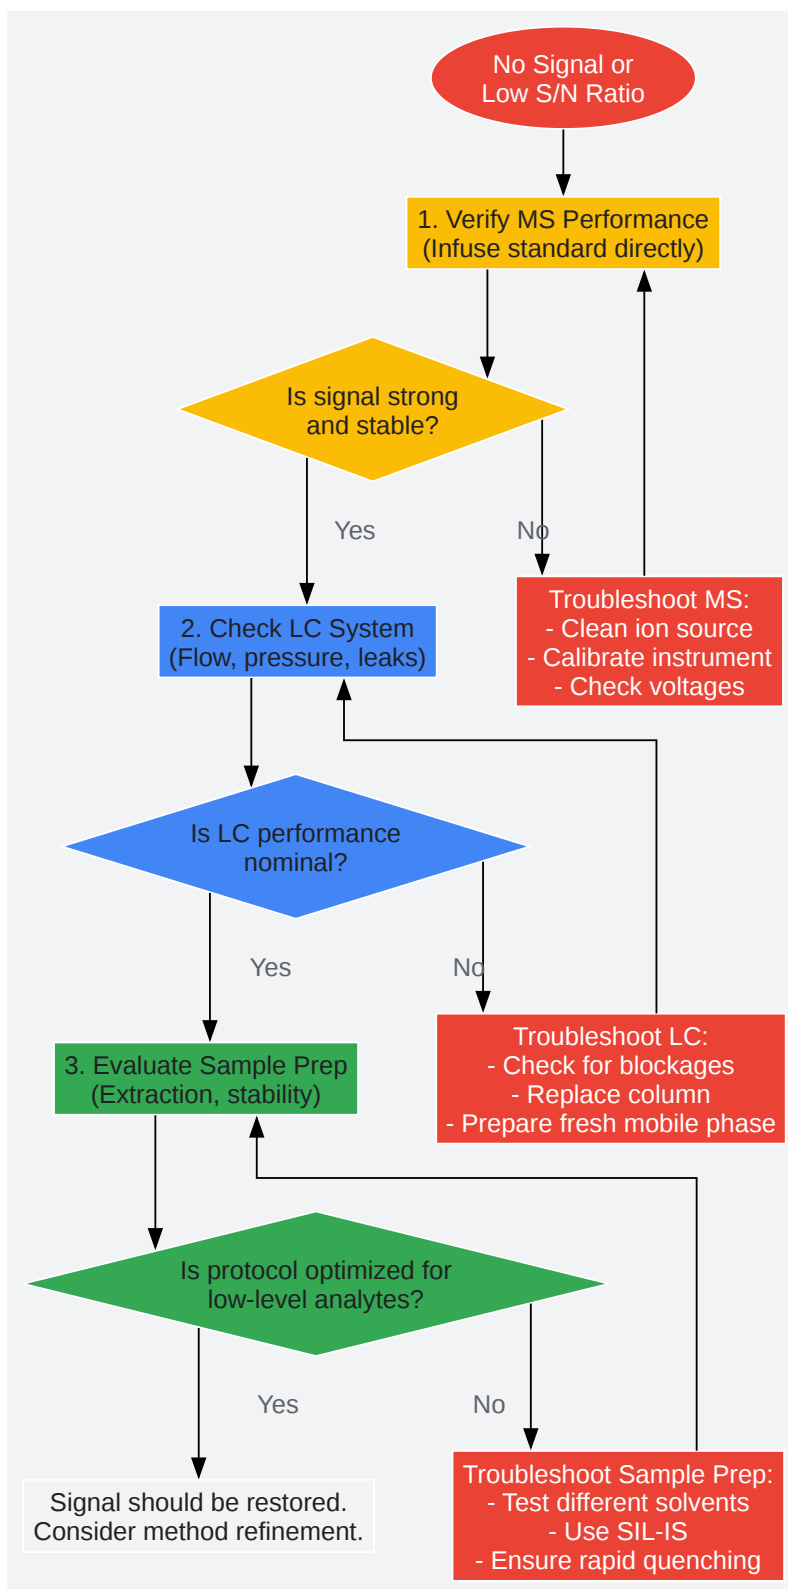 No Signal or
Low S/N Ratio
1. Verify MS Performance
(Infuse standard directly)
Is signal strong
and stable?
Yes
No
Troubleshoot MS:
- Clean ion source
- Calibrate instrument
- Check voltages
2. Check LC System
(Flow, pressure, leaks)
Is LC performance
nominal?
Yes
No
Troubleshoot LC:
- Check for blockages
- Replace column
- Prepare fresh mobile phase
3. Evaluate Sample Prep
(Extraction, stability)
Is protocol optimized for
low-level analytes?
Yes
No
Troubleshoot Sample Prep:
- Test different solvents
- Use SIL-IS
- Ensure rapid quenching
Signal should be restored.
Consider method refinement.